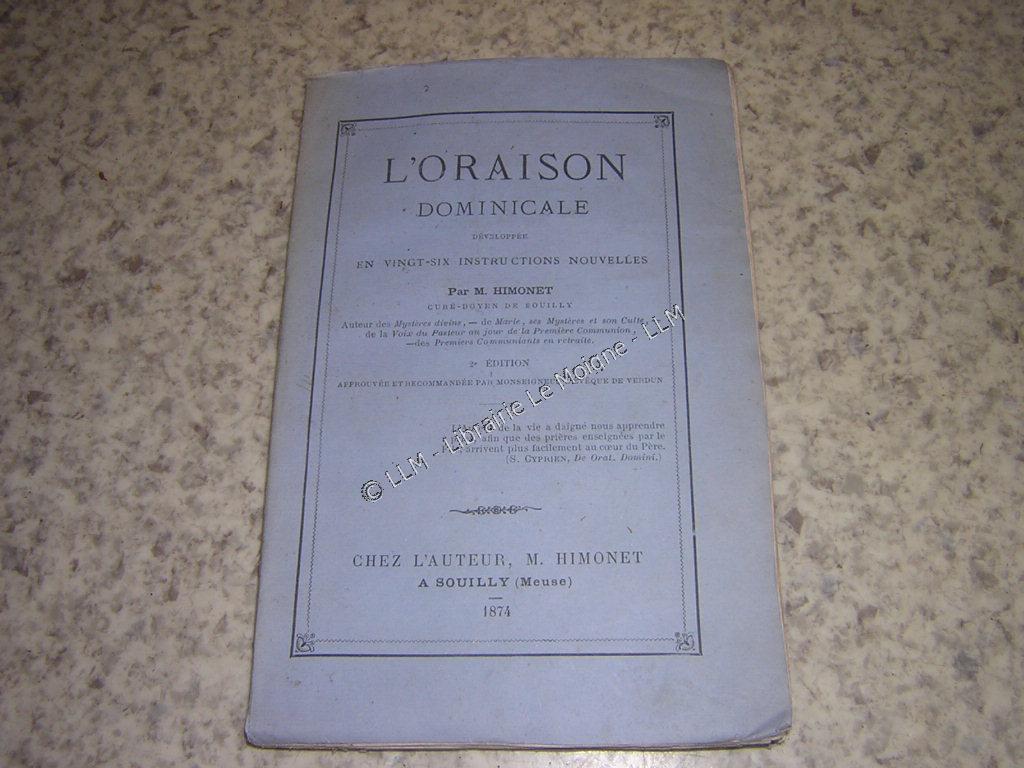 L'ORAISON
DOMINICALE
DÉVELOPPÉE
EN VINGT-SIX INSTRUCTIONS NOUVELLES
Par M. HIMONET
CURÉ-DOYEN DE SOUILLY
Auteur des Mystères divins, — de Marie, ses Mystères et son Culte, —
de la Voix du Pasteur au jour de la Première Communion,
—des Premiers Communiants en retraite.
2e ÉDITION
APPROUVÉE ET RECOMMANDÉE PAR MONSEIGNEUR L'ÉVÊQUE DE VERDUN
de la vie a daigné nous apprendre
afin que des prières enseignées par le
arrivent plus facilement au cœur du Père.
(S. CYPRIEN, De Orat. Domini.)
© LLM - Librairie Le Moigne - LLM
CHEZ L'AUTEUR, M. HIMONET
A SOUILLY (Meuse)
1874